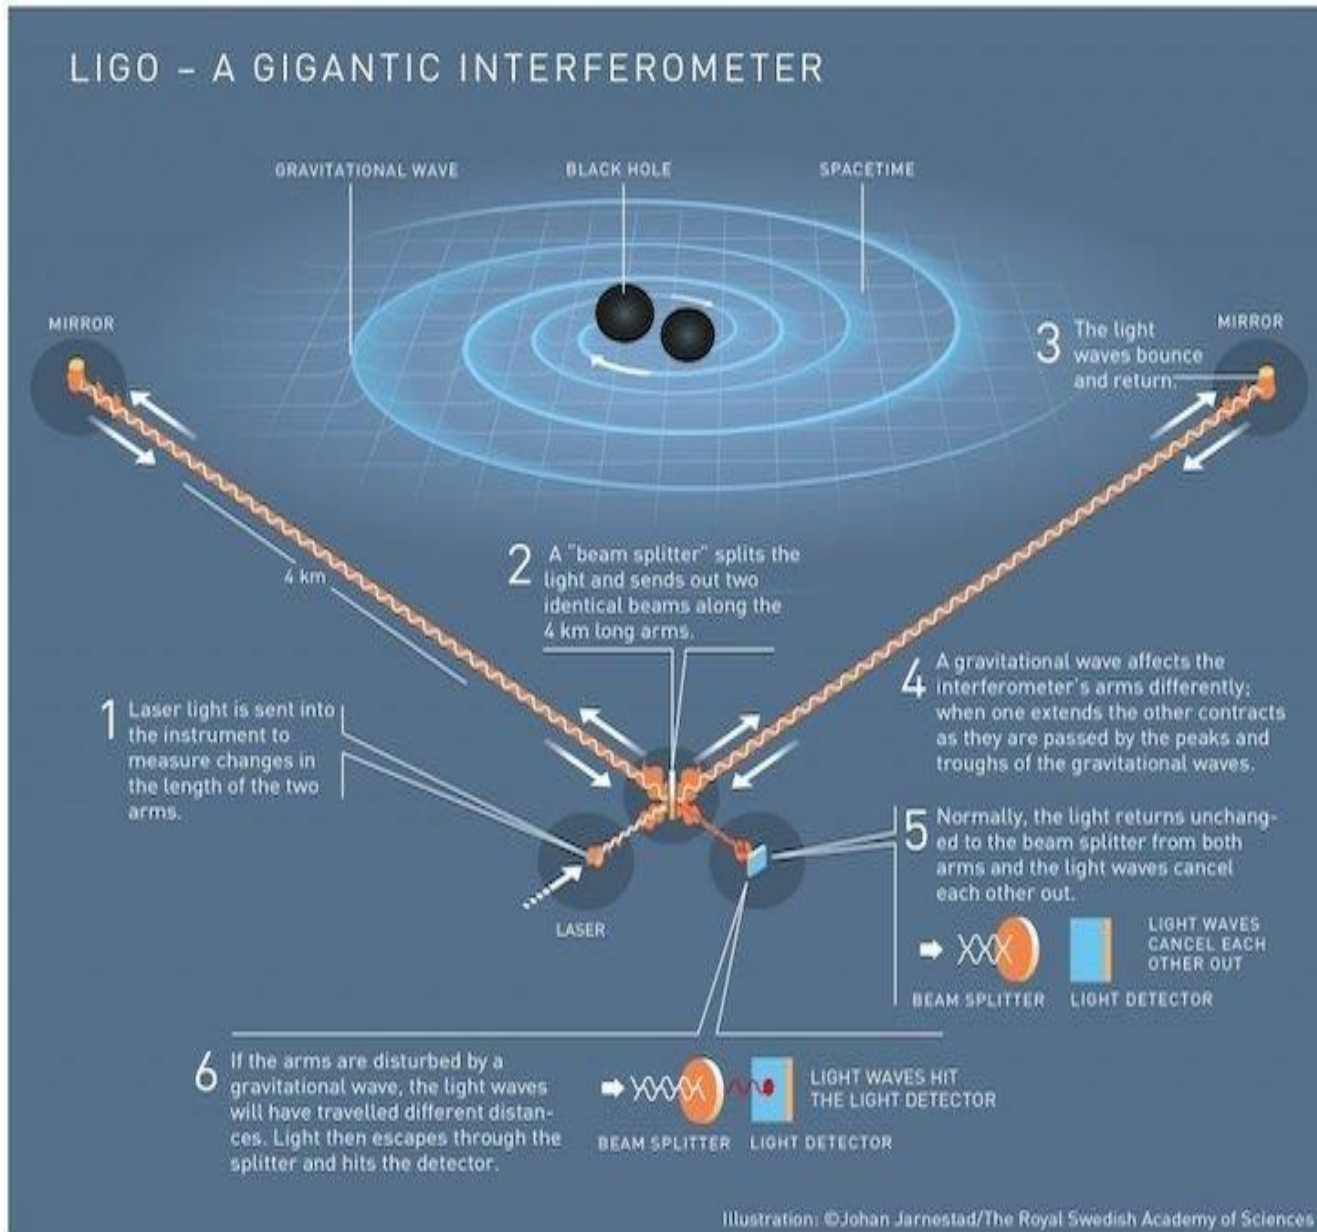 LIGO – A GIGANTIC INTERFEROMETER
GRAVITATIONAL WAVE
BLACK HOLE
SPACETIME
MIRROR
3 The light
waves bounce
and return.
MIRROR
4 km
2 A "beam splitter" splits the
light and sends out two
identical beams along the
4 km long arms.
1 Laser light is sent into
the instrument to
measure changes in
the length of the two
arms.
4 A gravitational wave affects the
interferometer's arms differently;
when one extends the other contracts
as they are passed by the peaks and
troughs of the gravitational waves.
5 Normally, the light returns unchang-
ed to the beam splitter from both
arms and the light waves cancel
each other out.
LASER
LIGHT WAVES
CANCEL EACH
OTHER OUT
BEAM SPLITTER
LIGHT DETECTOR
6 If the arms are disturbed by a
gravitational wave, the light waves
will have travelled different distan-
ces. Light then escapes through the
splitter and hits the detector.
LIGHT WAVES HIT
THE LIGHT DETECTOR
BEAM SPLITTER
LIGHT DETECTOR
Illustration: ©Johan Jarnestad/The Royal Swedish Academy of Sciences